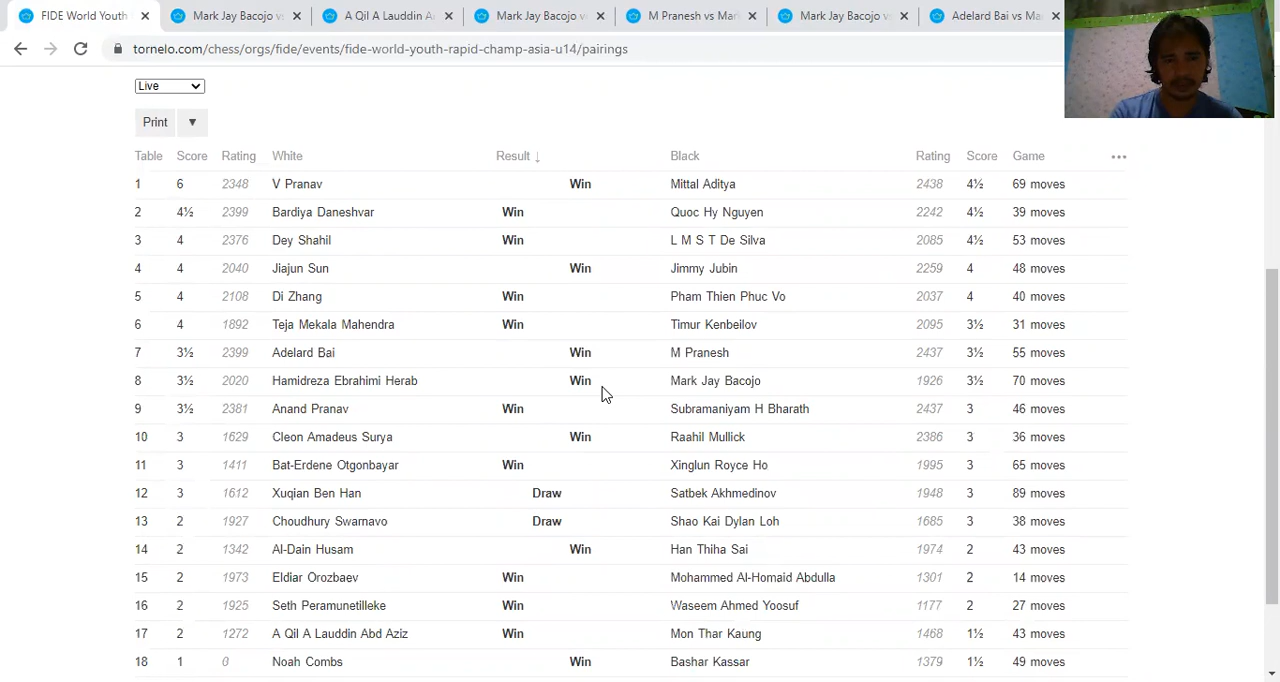 FIDE World Youth
Mark Jay Bacojo vs
A Qil A Lauddin A
Mark Jay Bacojo v
M Pranesh vs Mark
Mark Jay Bacojo vs
Adelard Bai vs Ma
tornelo.com/chess/orgs/fide/events/fide-world-youth-rapid-champ-asia-u14/pairings
Live
Print ▼
Table Score Rating White Result ↓ Black Rating Score Game ...
1 6 2348 V Pranav Win Mittal Aditya 2438 4½ 69 moves
2 4½ 2399 Bardiya Daneshvar Win Quoc Hy Nguyen 2242 4½ 39 moves
3 4 2376 Dey Shahil Win L M S T De Silva 2085 4½ 53 moves
4 4 2040 Jiajun Sun Win Jimmy Jubin 2259 4 48 moves
5 4 2108 Di Zhang Win Pham Thien Phuc Vo 2037 4 40 moves
6 4 1892 Teja Mekala Mahendra Win Timur Kenbeilov 2095 3½ 31 moves
7 3½ 2399 Adelard Bai Win M Pranesh 2437 3½ 55 moves
8 3½ 2020 Hamidreza Ebrahimi Herab Win Mark Jay Bacojo 1926 3½ 70 moves
9 3½ 2381 Anand Pranav Win Subramaniyam H Bharath 2437 3 46 moves
10 3 1629 Cleon Amadeus Surya Win Raahil Mullick 2386 3 36 moves
11 3 1411 Bat-Erdene Otgonbayar Win Xinglun Royce Ho 1995 3 65 moves
12 3 1612 Xuqian Ben Han Draw Satbek Akhmedinov 1948 3 89 moves
13 2 1927 Choudhury Swarnavo Draw Shao Kai Dylan Loh 1685 3 38 moves
14 2 1342 Al-Dain Husam Win Han Thiha Sai 1974 2 43 moves
15 2 1973 Eldiar Orozbaev Win Mohammed Al-Homaid Abdulla 1301 2 14 moves
16 2 1925 Seth Peramunetilleke Win Waseem Ahmed Yoosuf 1177 2 27 moves
17 2 1272 A Qil A Lauddin Abd Aziz Win Mon Thar Kaung 1468 1½ 43 moves
18 1 0 Noah Combs Win Bashar Kassar 1379 1½ 49 moves